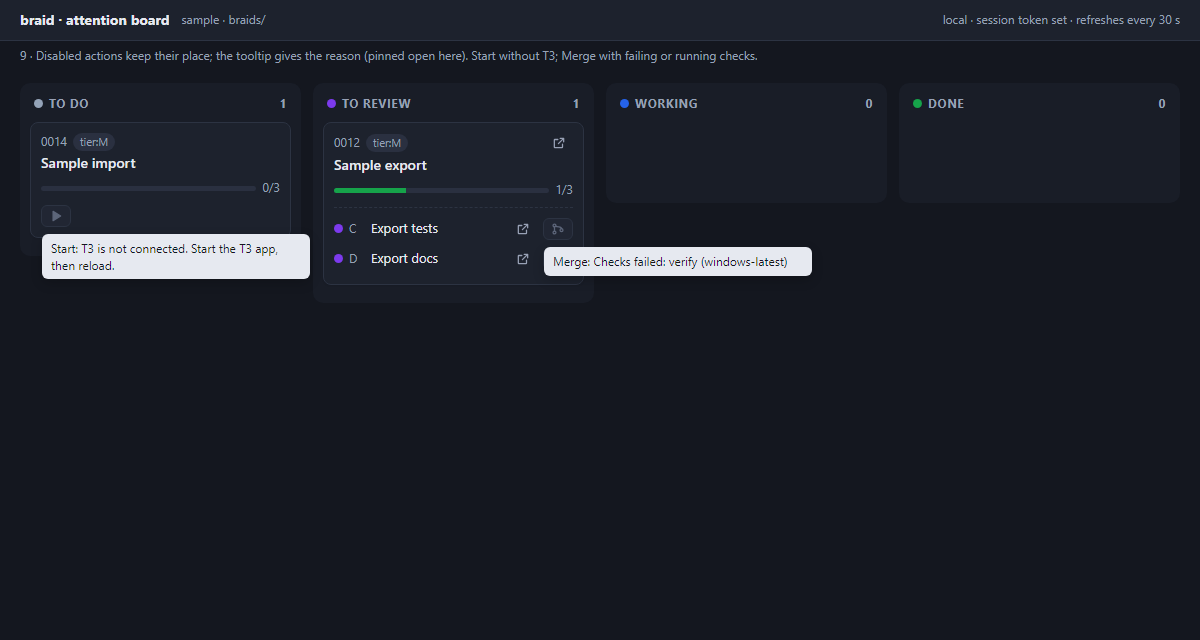 braid · attention board sample · braids/ local · session token set · refreshes every 30 s
9 · Disabled actions keep their place; the tooltip gives the reason (pinned open here). Start without T3; Merge with failing or running checks.
TO DO 1
0014 tier:M
Sample import
0/3
Start: T3 is not connected. Start the T3 app,
then reload.
TO REVIEW 1
0012 tier:M
Sample export
1/3
C Export tests
D Export docs
Merge: Checks failed: verify (windows-latest)
WORKING 0
DONE 0